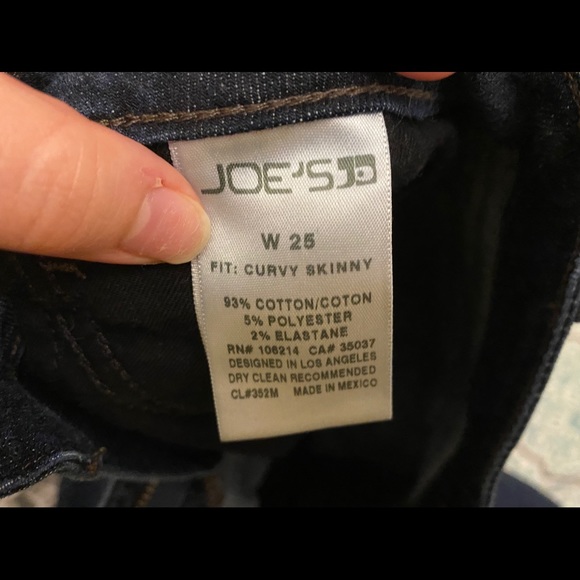 JOE'S JD
W 25
FIT: CURVY SKINNY
93% COTTON/COTON
5% POLYESTER
2% ELASTANE
RN# 106214 CA# 35037
DESIGNED IN LOS ANGELES
DRY CLEAN RECOMMENDED
CL#352M MADE IN MEXICO